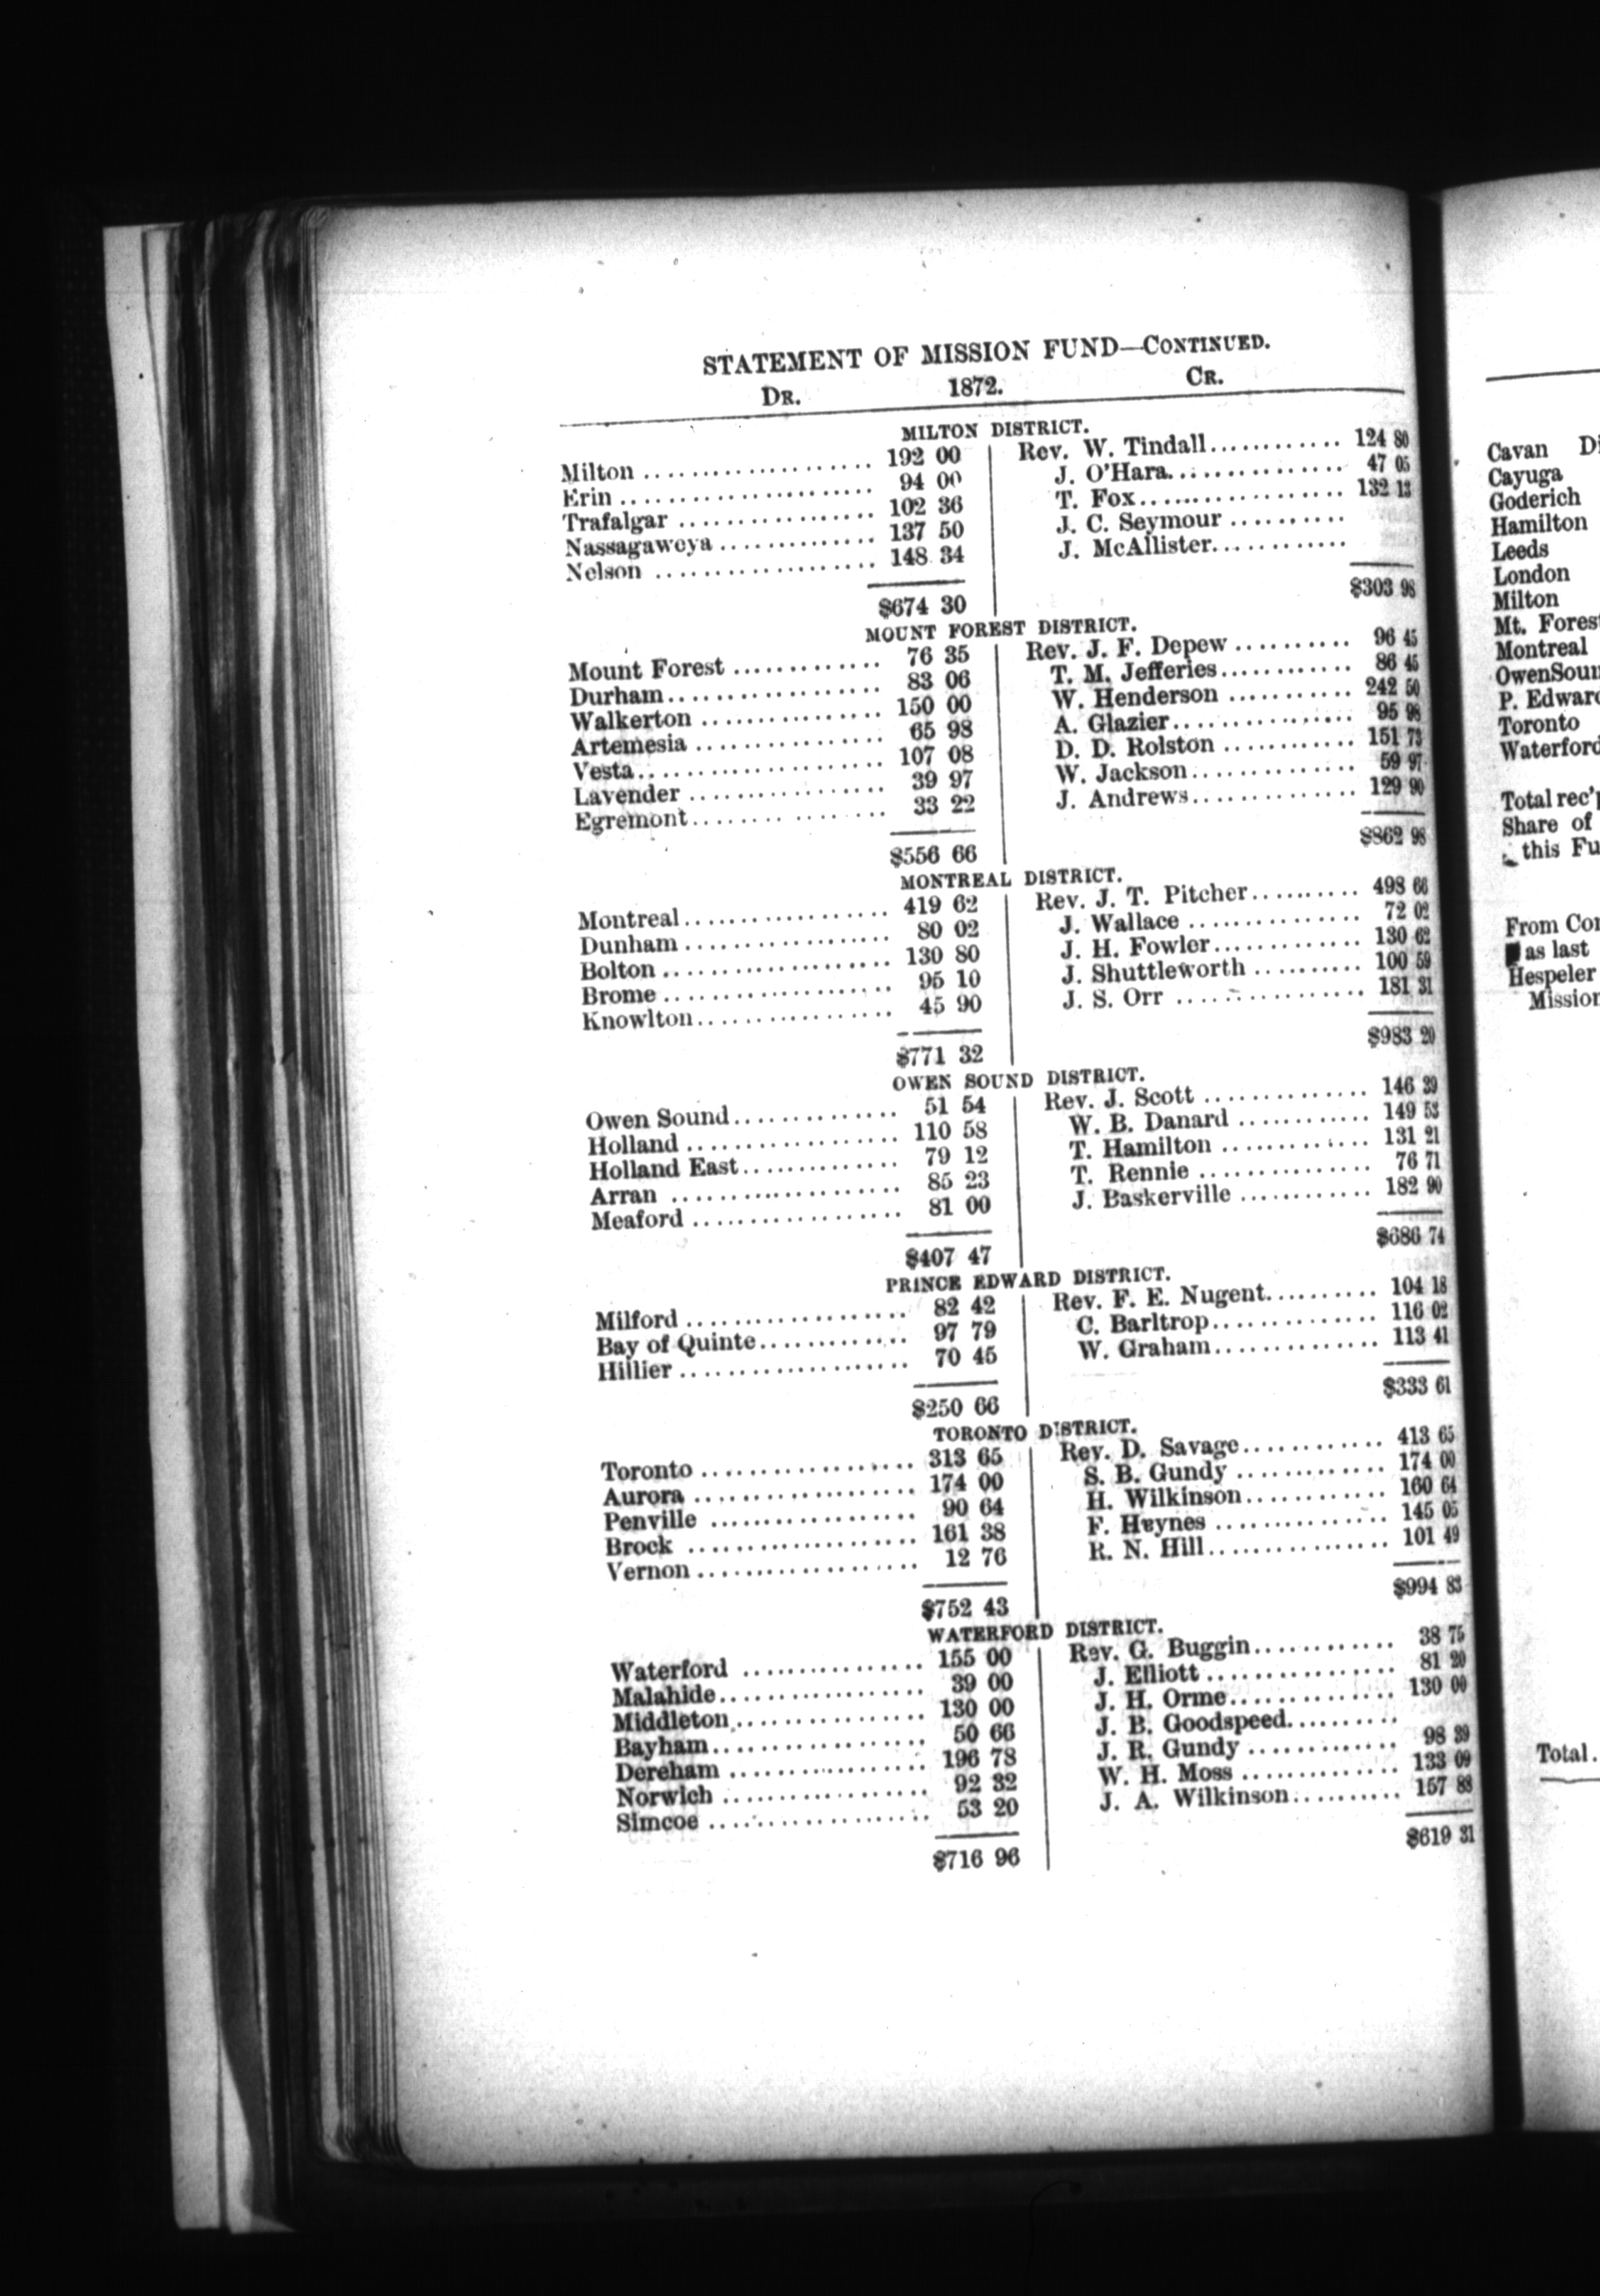 STATEMENT OF MISSION FUND—CONTINUED.
DR. 1872. CR.
MILTON DISTRICT.
Milton .................... 192 00 Rev. W. Tindall............ 124 80
Erin ...................... 94 00 J. O'Hara................ 47 05
Trafalgar ................. 102 36 T. Fox.................. 132 13
Nassagaweya .............. 137 50 J. C. Seymour ..........
Nelson .................. 148 34 J. McAllister............
$674 30 $303 98
MOUNT FOREST DISTRICT.
Mount Forest ............. 76 35 Rev. J. F. Depew .......... 96 45
Durham................... 83 06 T. M. Jefferies........... 86 45
Walkerton ................ 150 00 W. Henderson ........... 242 50
Artemesia ................. 65 98 A. Glazier................ 95 98
Vesta..................... 107 08 D. D. Rolston ............ 151 73
Lavender ................. 39 97 W. Jackson.............. 59 97
Egremont................. 33 22 J. Andrews.............. 129 90
$556 66 $862 98
MONTREAL DISTRICT.
Montreal.................. 419 62 Rev. J. T. Pitcher.......... 498 66
Dunham .................. 80 02 J. Wallace ............... 72 02
Bolton .................... 130 80 J. H. Fowler............. 130 62
Brome .................... 95 10 J. Shuttleworth .......... 100 59
Knowlton................. 45 90 J. S. Orr ................. 181 31
$771 32 $983 20
OWEN SOUND DISTRICT.
Owen Sound.............. 51 54 Rev. J. Scott .............. 146 39
Holland ................... 110 58 W. B. Danard ........... 149 53
Holland East............. 79 12 T. Hamilton ............. 131 21
Arran .................... 85 23 T. Rennie ............... 76 71
Meaford .................. 81 00 J. Baskerville ............ 182 90
$407 47 $686 74
PRINCE EDWARD DISTRICT.
Milford .................... 82 42 Rev. F. E. Nugent.......... 104 18
Bay of Quinte............. 97 79 C. Barltrop.............. 116 02
Hillier .................... 70 45 W. Graham.............. 113 41
$250 66 $333 61
TORONTO DISTRICT.
Toronto ................... 313 65 Rev. D. Savage............ 413 65
Aurora ................... 174 00 S. B. Gundy ............. 174 00
Penville .................. 90 64 H. Wilkinson............ 160 64
Brock .................... 161 38 F. Heynes ............... 145 05
Vernon ................... 12 76 R. N. Hill................ 101 49
$752 43 $994 83
WATERFORD DISTRICT.
Waterford ................ 155 00 Rev. G. Buggin............ 38 75
Malahide.................. 39 00 J. Elliott ................. 81 20
Middleton................. 130 00 J. H. Orme.............. 130 00
Bayham................... 50 66 J. B. Goodspeed..........
Dereham .................. 196 78 J. R. Gundy ............. 98 39
Norwich .................. 92 32 W. H. Moss .............. 133 09
Simcoe ................... 53 20 J. A. Wilkinson.......... 157 88
$716 96 $619 31
Cavan
Cayuga
Goderich
Hamilton
Leeds
London
Milton
Mt.
Montreal
P.
Toronto
Total
Share of
this
From
as last
Hespeler
Total.